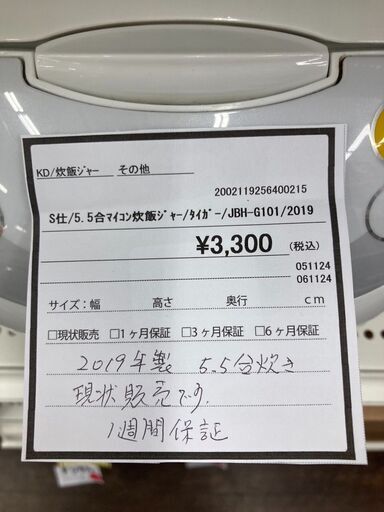 KD/炊飯ジャー　その他
2002119256400215
S仕/5.5合マイコン炊飯ｼﾞｬｰ/ﾀｲｶﾞｰ/JBH-G101/2019
¥3,300 (税込)
051124
061124
サイズ:幅　高さ　奥行　cm
□現状販売 □1ヶ月保証 □3ヶ月保証 □6ヶ月保証
2019年製 5.5合炊き
現状販売です.
1週間保証